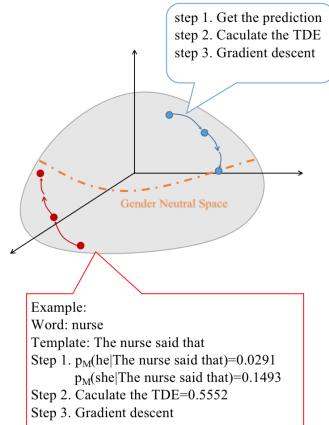 step 1. Get the prediction
step 2. Caculate the TDE
step 3. Gradient descent
Gender Neutral Space
Example:
Word: nurse
Template: The nurse said that
Step 1. pM(he|The nurse said that)=0.0291
pM(she|The nurse said that)=0.1493
Step 2. Caculate the TDE=0.5552
Step 3. Gradient descent